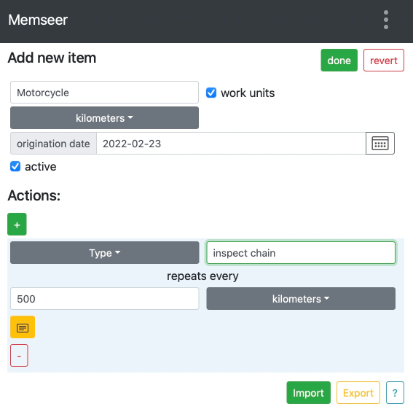 Memseer
Add new item
done
revert
Motorcycle
work units
kilometers
origination date 2022-02-23
active
Actions:
+
Type
inspect chain
repeats every
500
kilometers
-
Import
Export
?